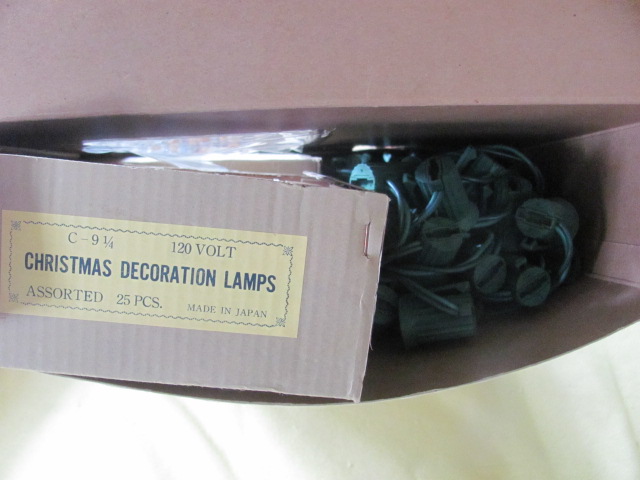 C-9¼ 120 VOLT
CHRISTMAS DECORATION LAMPS
ASSORTED 25 PCS. MADE IN JAPAN